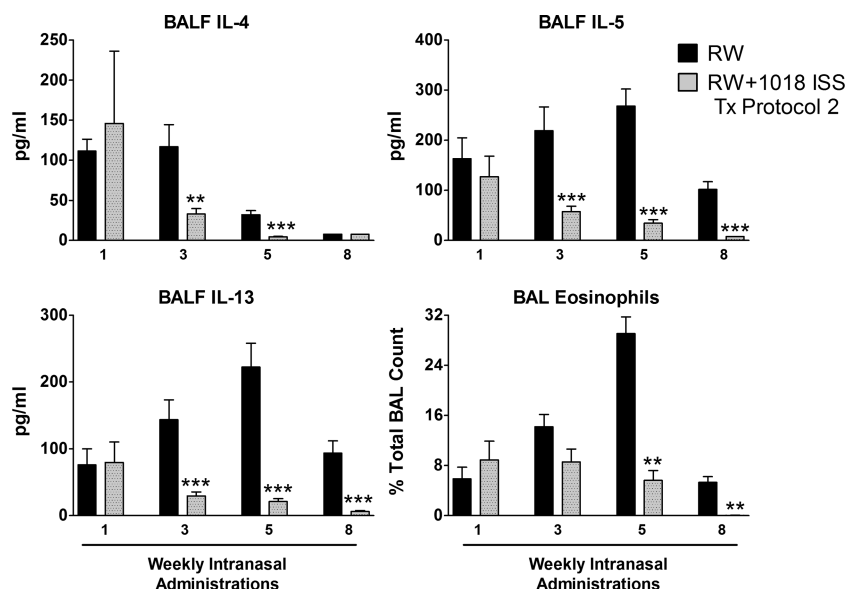 BALF IL-4
pg/ml
250
200
150
100
50
0
**
***
1 3 5 8
BALF IL-5
pg/ml
400
300
200
100
0
***
***
***
1 3 5 8
RW
RW+1018 ISS
Tx Protocol 2
BALF IL-13
pg/ml
300
200
100
0
***
***
***
1 3 5 8
Weekly Intranasal
Administrations
BAL Eosinophils
% Total BAL Count
32
24
16
8
0
**
**
1 3 5 8
Weekly Intranasal
Administrations